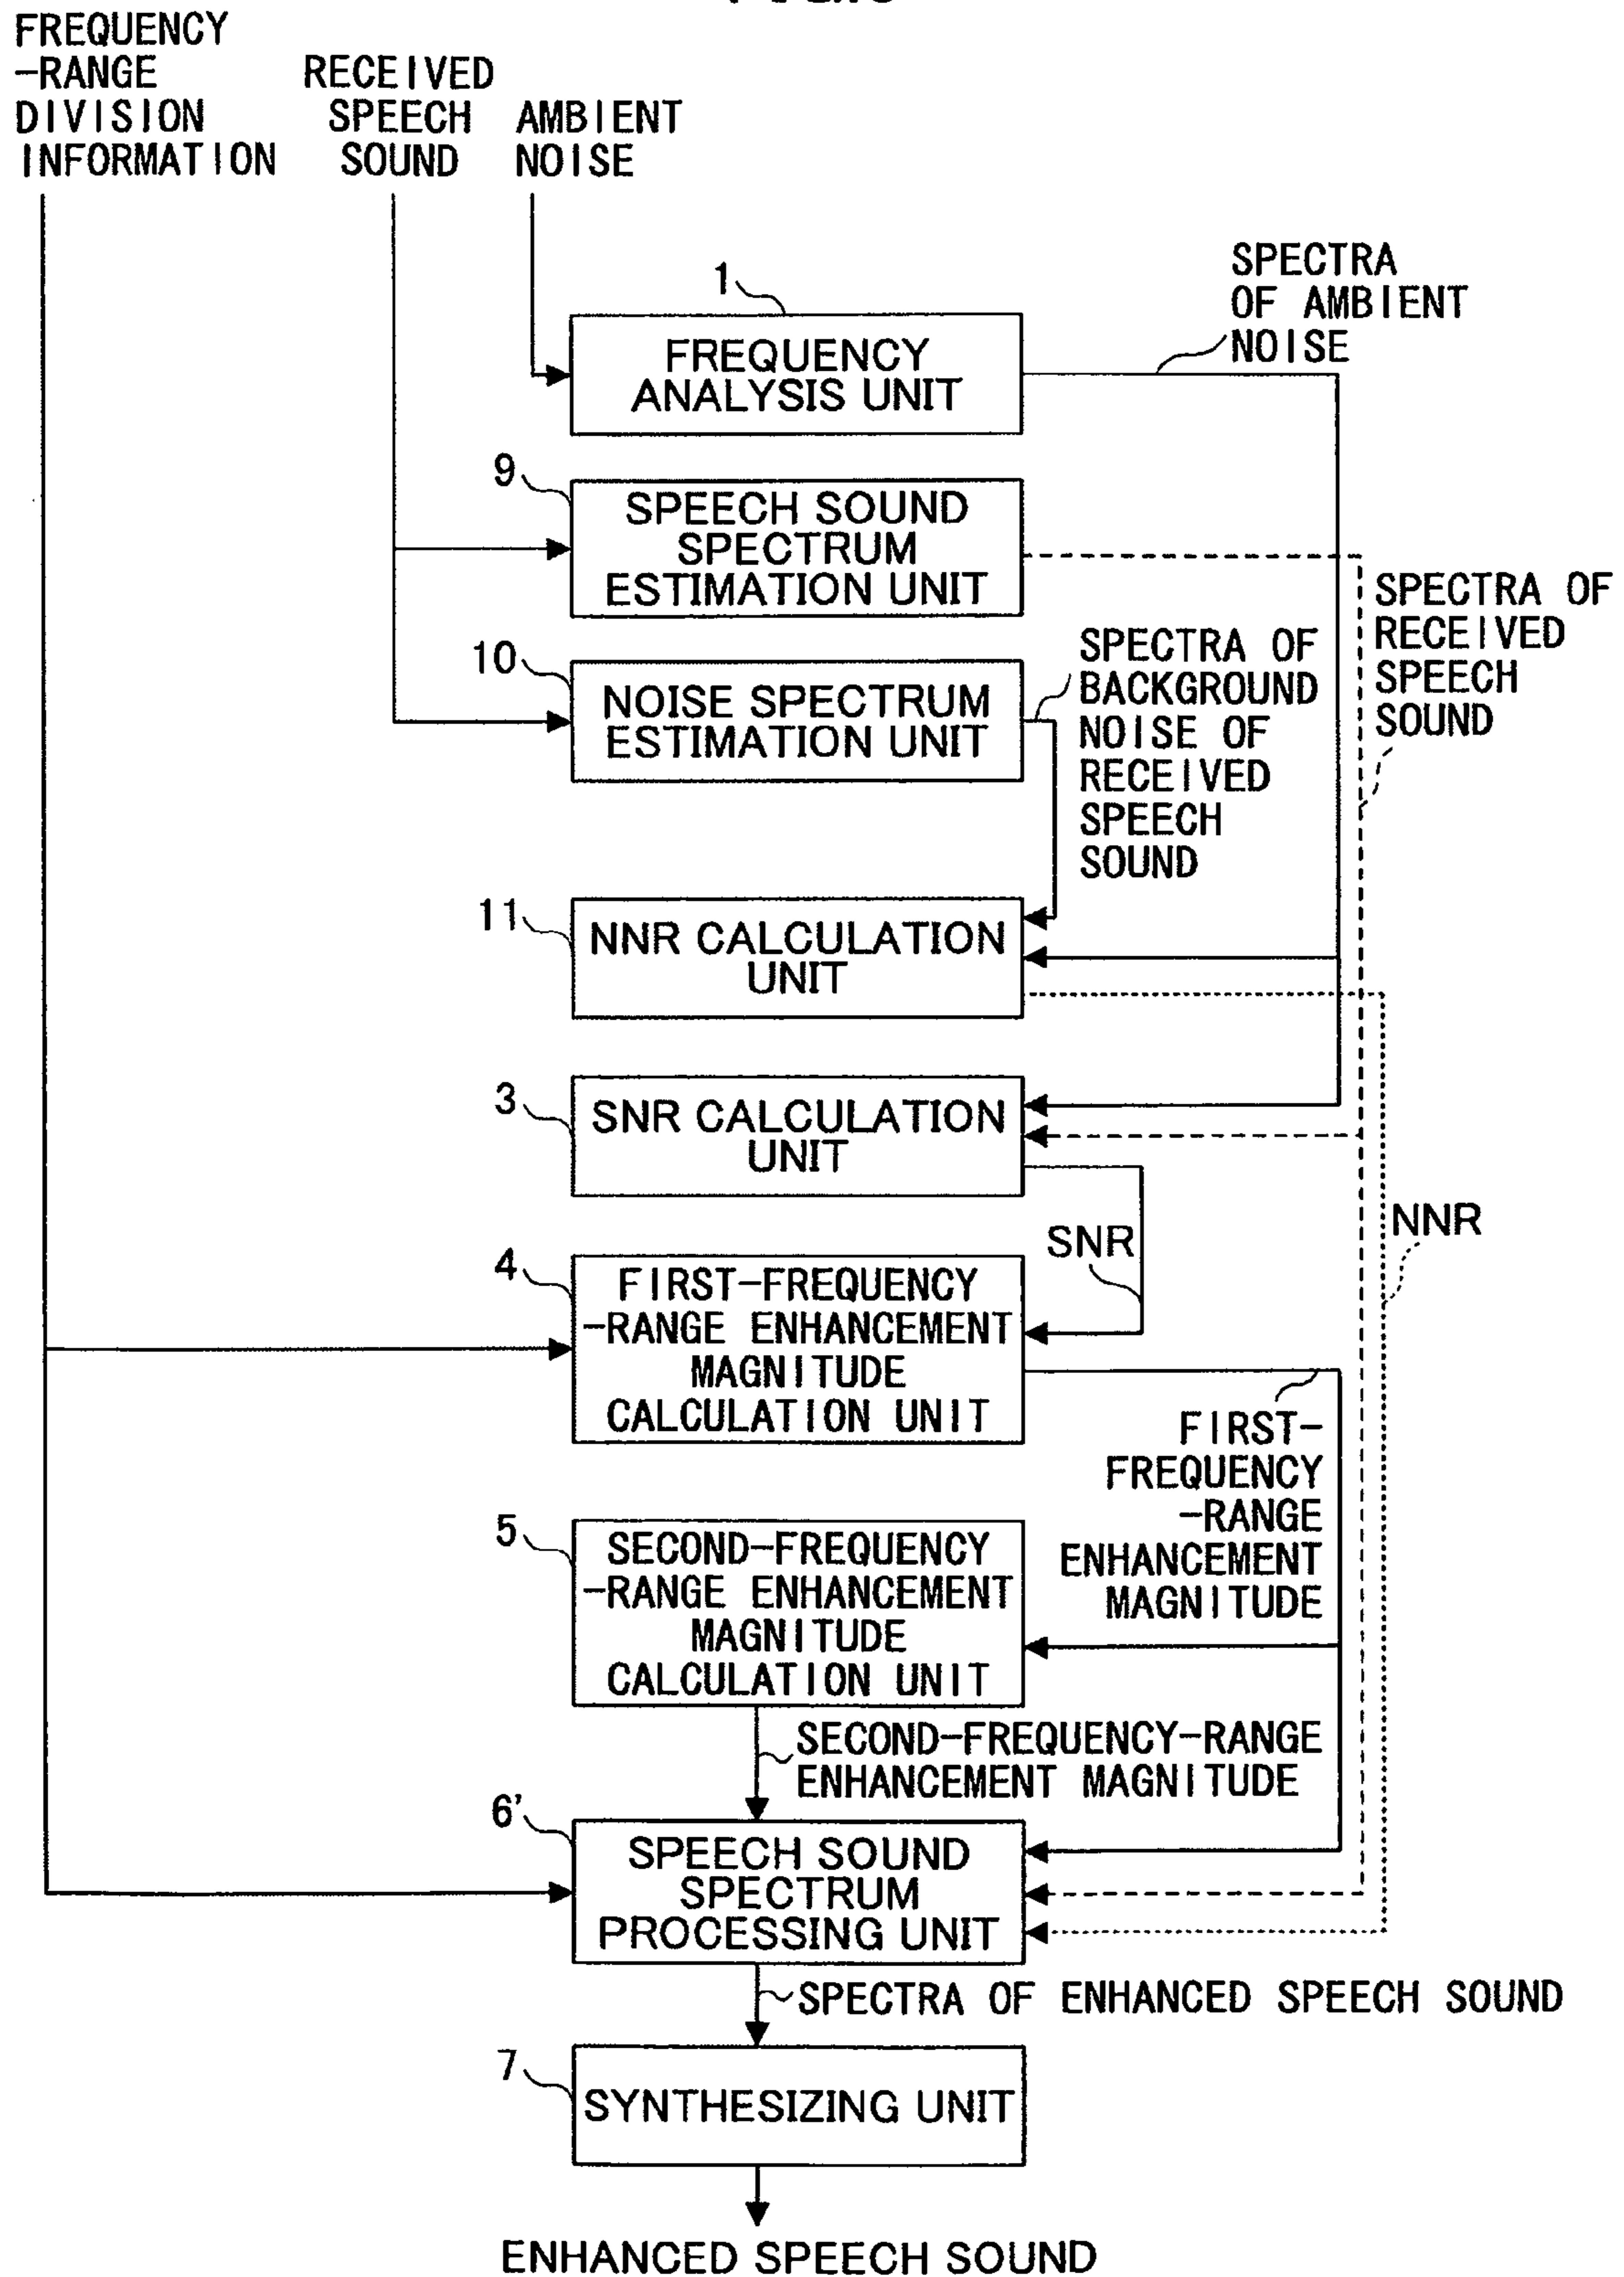 FREQUENCY
-RANGE
DIVISION
INFORMATION
RECEIVED
SPEECH
SOUND
AMBIENT
NOISE
1
FREQUENCY
ANALYSIS UNIT
SPECTRA
OF AMBIENT
NOISE
9
SPEECH SOUND
SPECTRUM
ESTIMATION UNIT
SPECTRA OF
RECEIVED
SPEECH
SOUND
10
NOISE SPECTRUM
ESTIMATION UNIT
SPECTRA OF
BACKGROUND
NOISE OF
RECEIVED
SPEECH
SOUND
11
NNR CALCULATION
UNIT
3
SNR CALCULATION
UNIT
SNR
NNR
4
FIRST-FREQUENCY
-RANGE ENHANCEMENT
MAGNITUDE
CALCULATION UNIT
FIRST-
FREQUENCY
-RANGE
ENHANCEMENT
MAGNITUDE
5
SECOND-FREQUENCY
-RANGE ENHANCEMENT
MAGNITUDE
CALCULATION UNIT
SECOND-FREQUENCY-RANGE
ENHANCEMENT MAGNITUDE
6'
SPEECH SOUND
SPECTRUM
PROCESSING UNIT
SPECTRA OF ENHANCED SPEECH SOUND
7
SYNTHESIZING UNIT
ENHANCED SPEECH SOUND